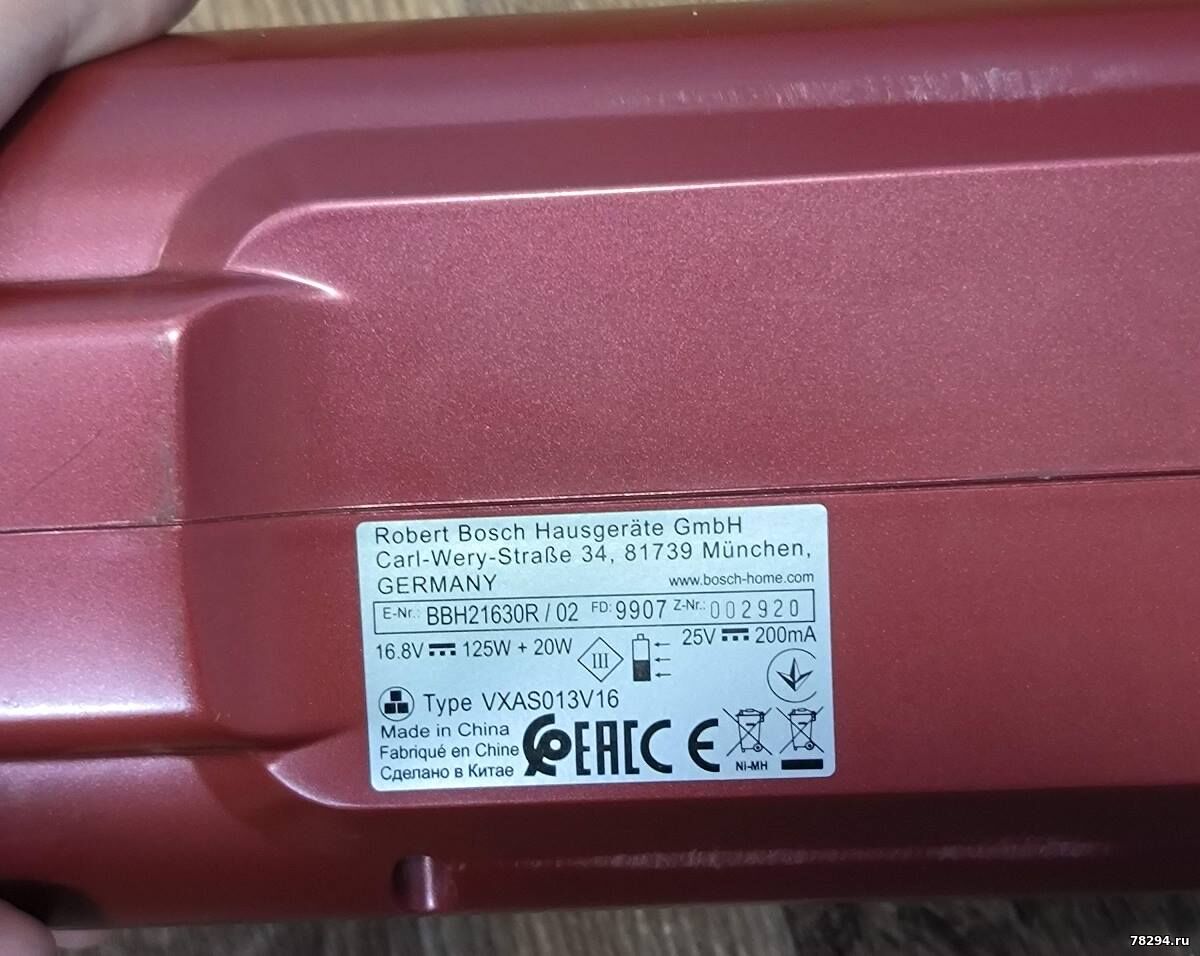 Robert Bosch Hausgeräte GmbH
Carl-Wery-Straße 34, 81739 München,
GERMANY www.bosch-home.com
E-Nr.: BBH21630R / 02 FD: 9907 Z-Nr.: 002920
16.8V 125W + 20W III 25V 200mA
Type VXAS013V16
Made in China
Fabriqué en Chine
Сделано в Китае
EAC CE
Ni-MH
78294.ru